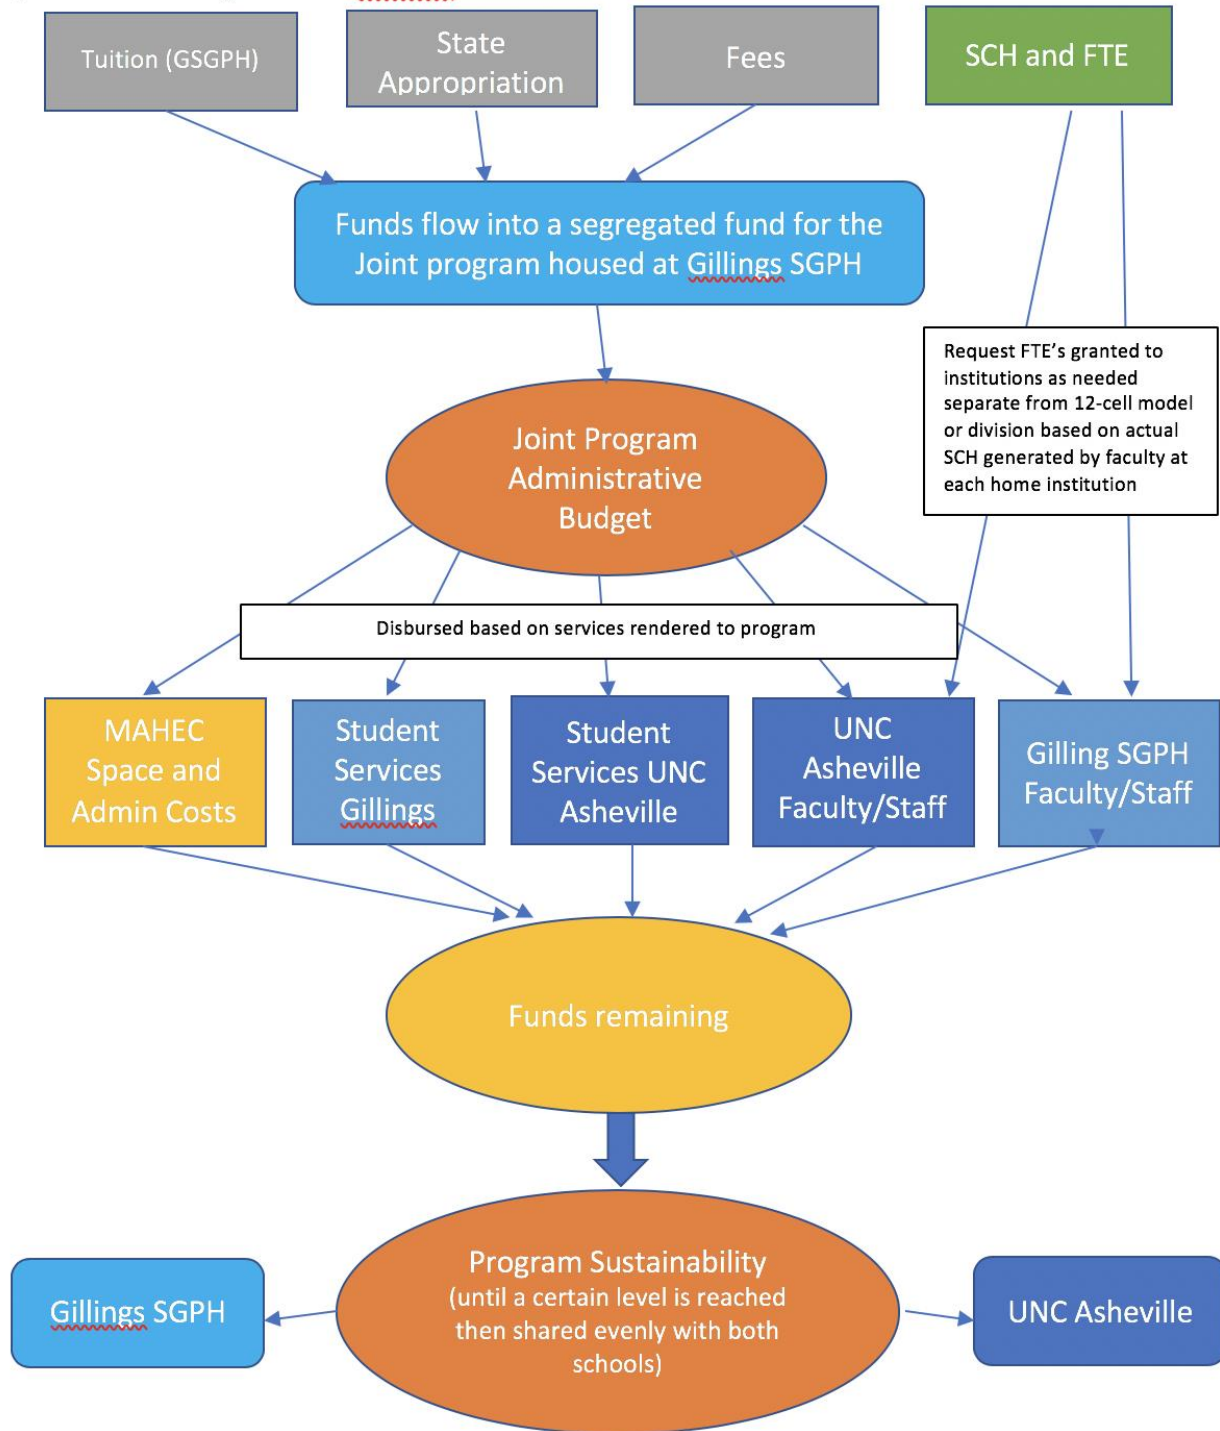 Tuition (GSGPH)
State
Appropriation
Fees
SCH and FTE
Funds flow into a segregated fund for the
Joint program housed at Gillings SGPH
Request FTE's granted to
institutions as needed
separate from 12-cell model
or division based on actual
SCH generated by faculty at
each home institution
Joint Program
Administrative
Budget
Disbursed based on services rendered to program
MAHEC
Space and
Admin Costs
Student
Services
Gillings
Student
Services UNC
Asheville
UNC
Asheville
Faculty/Staff
Gilling SGPH
Faculty/Staff
Funds remaining
Program Sustainability
(until a certain level is reached
then shared evenly with both
schools)
Gillings SGPH
UNC Asheville